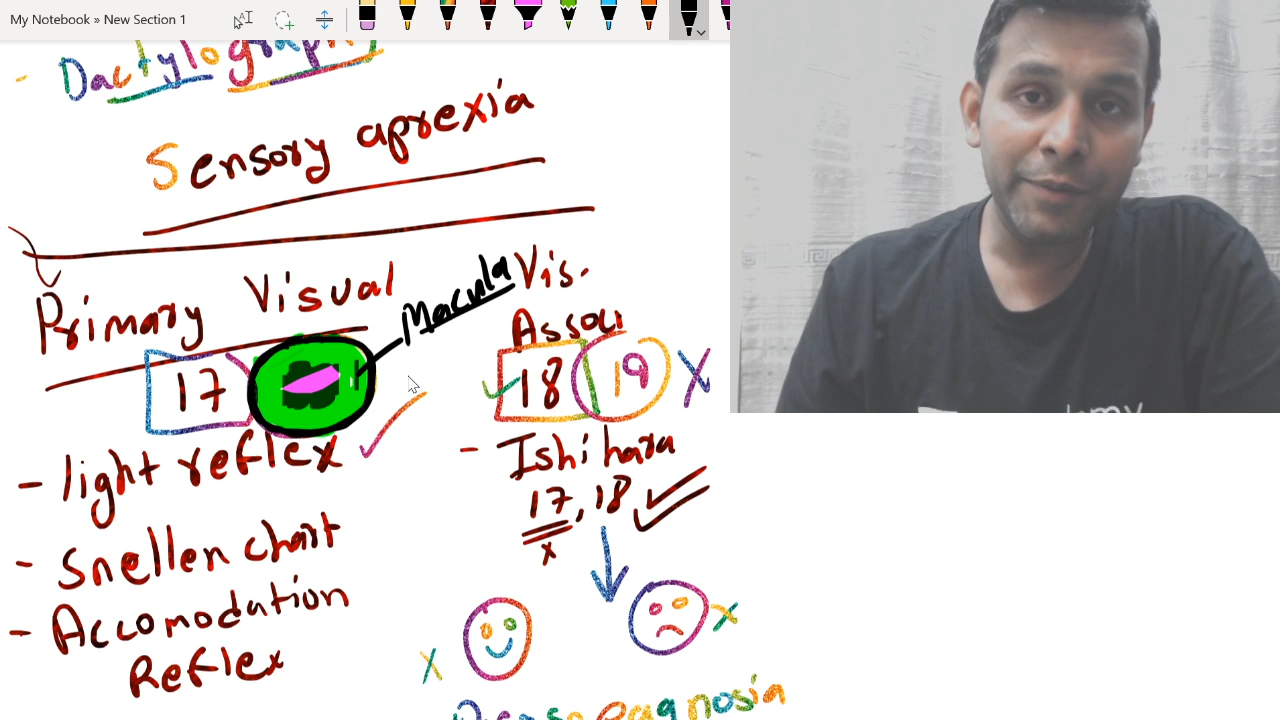 My Notebook » New Section 1
- Dactylography
Sensory aprexia
Primary Visual
Macula
17
- light reflex
- Snellen chart
- Accomodation
Reflex
Vis.
Associ
18 19 X
- Ishihara
17, 18
x
X
X